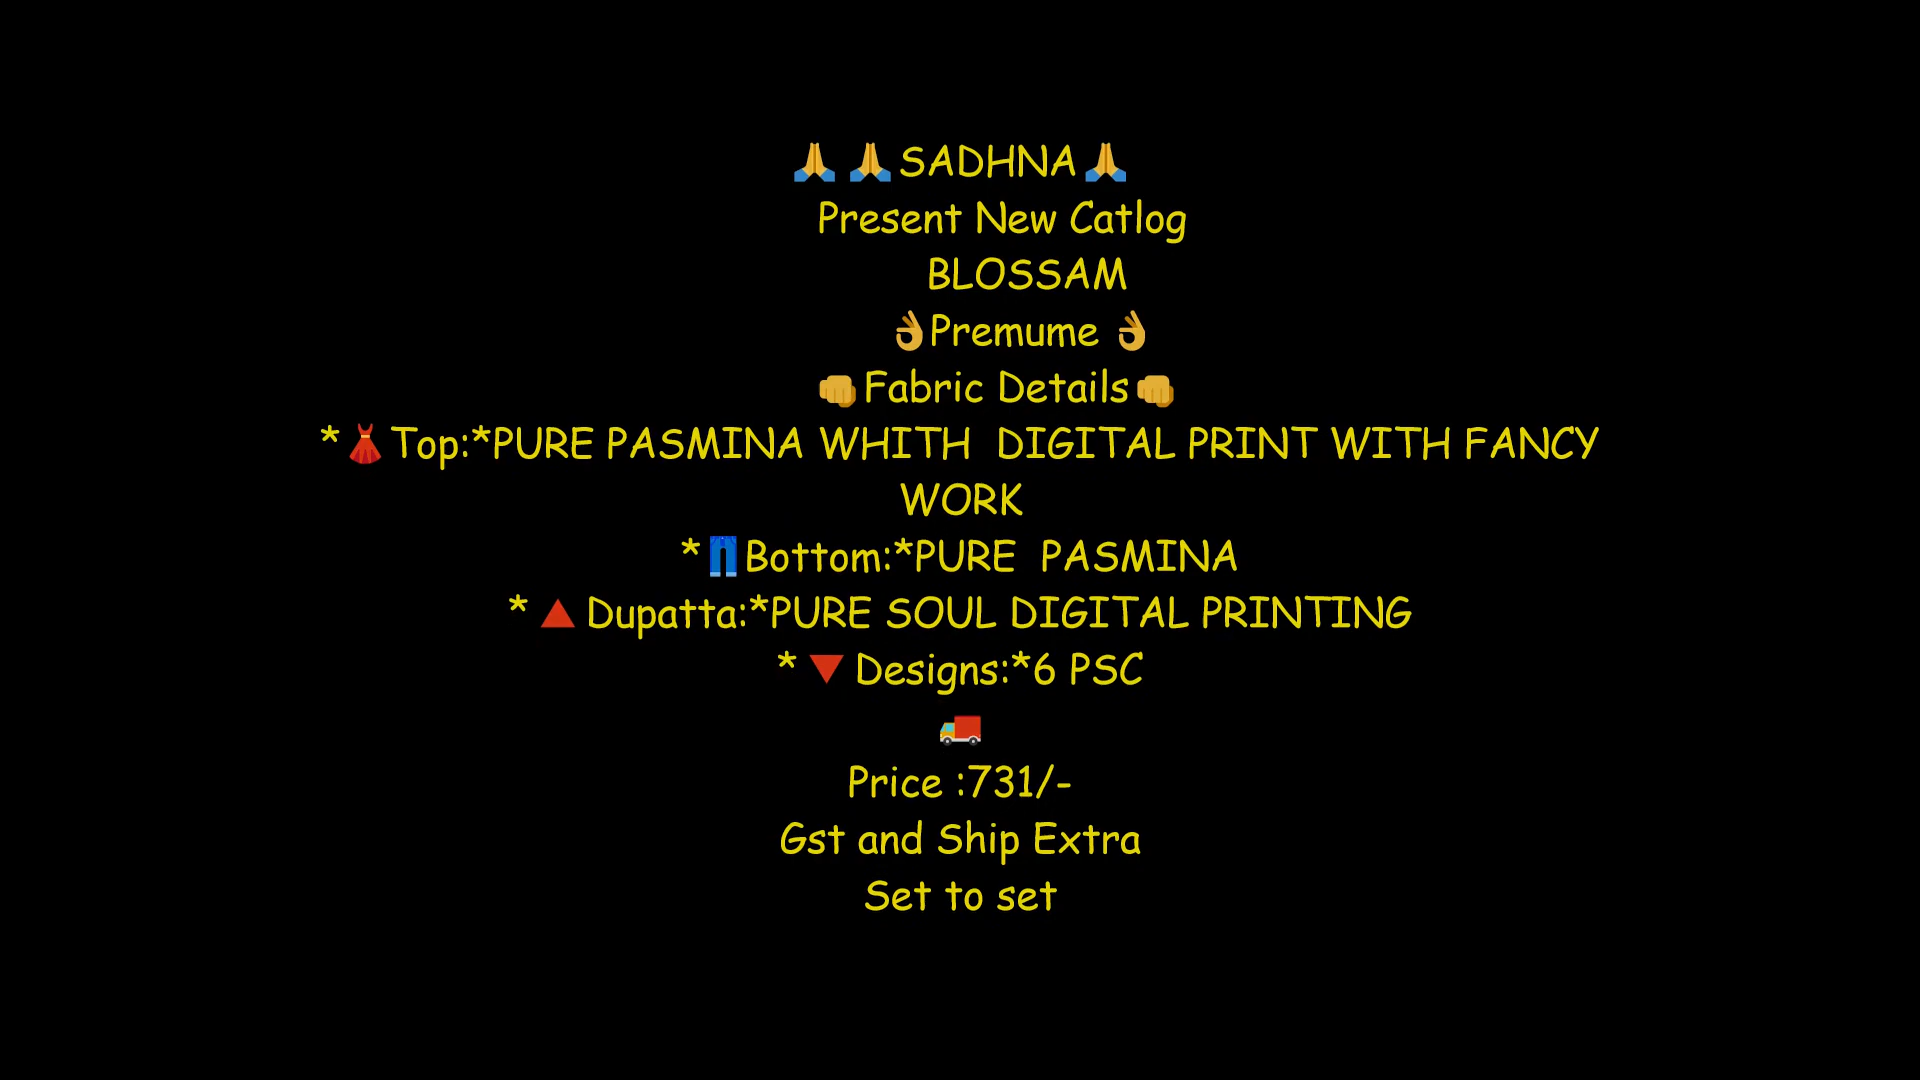 🙏🙏SADHNA🙏
Present New Catlog
BLOSSAM
👌Premume 👌
👊Fabric Details👊
*👗Top:*PURE PASMINA WHITH  DIGITAL PRINT WITH FANCY
WORK
*👖Bottom:*PURE  PASMINA
*🔺Dupatta:*PURE SOUL DIGITAL PRINTING
*🔻Designs:*6 PSC
🚚
Price :731/-
Gst and Ship Extra
Set to set